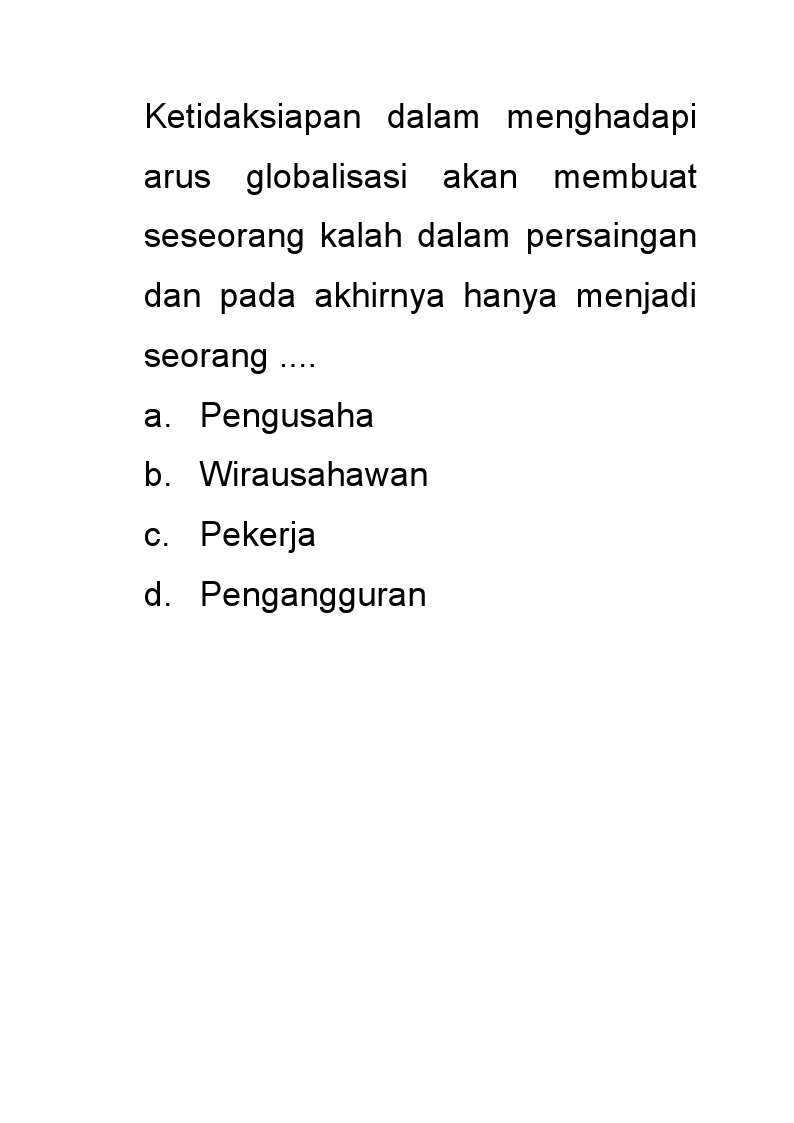 Ketidaksiapan dalam menghadapi
arus globalisasi akan membuat
seseorang kalah dalam persaingan
dan pada akhirnya hanya menjadi
seorang ....
a. Pengusaha
b. Wirausahawan
c. Pekerja
d. Pengangguran